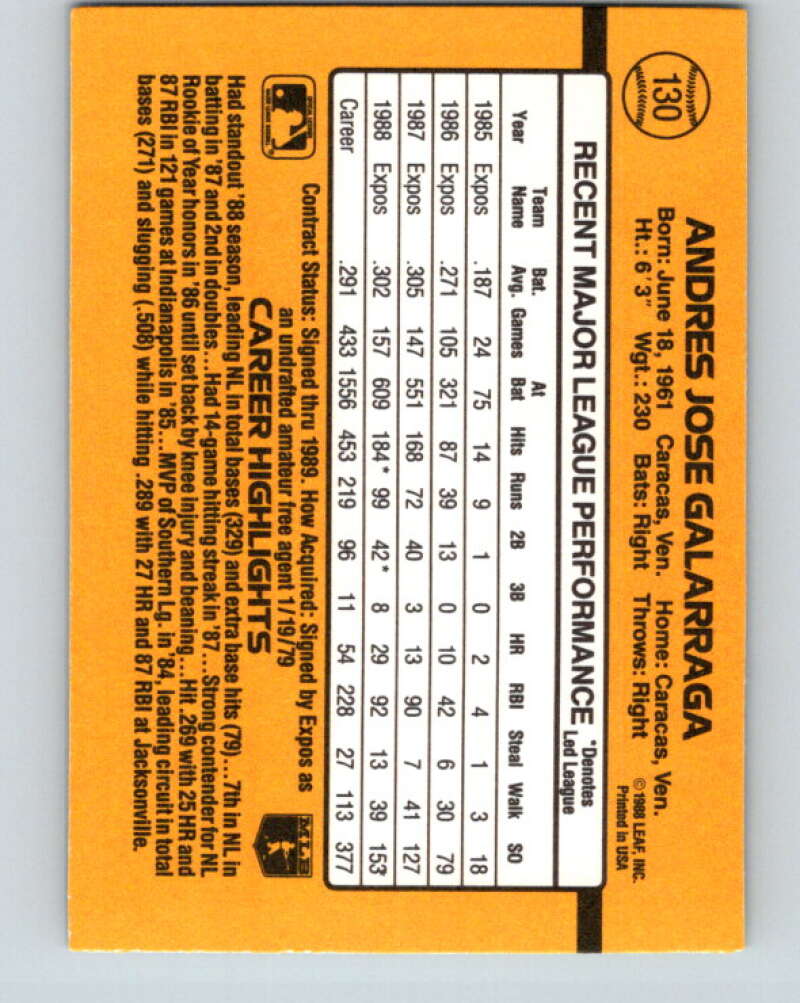 130
ANDRES JOSE GALARRAGA
Born: June 18, 1961 Caracas, Ven. Home: Caracas, Ven.
Ht.: 6'3" Wgt.: 230 Bats: Right Throws: Right
© 1988 LEAF, INC.
Printed in USA
RECENT MAJOR LEAGUE PERFORMANCE *Denotes Led League
Year Team Name Bat. Avg. Games At Bat Hits Runs 2B 3B HR RBI Steal Walk SO
1985 Expos .187 24 75 14 9 1 0 2 4 1 3 18
1986 Expos .271 105 321 87 39 13 0 10 42 6 30 79
1987 Expos .305 147 551 168 72 40 3 13 90 7 41 127
1988 Expos .302 157 609 184* 99 42* 8 29 92 13 39 153
Career .291 433 1556 453 219 96 11 54 228 27 113 377
Contract Status: Signed thru 1989. How Acquired: Signed by Expos as
an undrafted amateur free agent 1/19/79
CAREER HIGHLIGHTS
MLB
Had standout '88 season, leading NL in total bases (329) and extra base hits (79)...7th in NL in
batting in '87 and 2nd in doubles...Had 14-game hitting streak in '87...Strong contender for NL
Rookie of Year honors in '86 until set back by knee injury and beaning...Hit .269 with 25 HR and
87 RBI in 121 games at Indianapolis in '85...MVP of Southern Lg. in '84, leading circuit in total
bases (271) and slugging (.508) while hitting .289 with 27 HR and 87 RBI at Jacksonville.